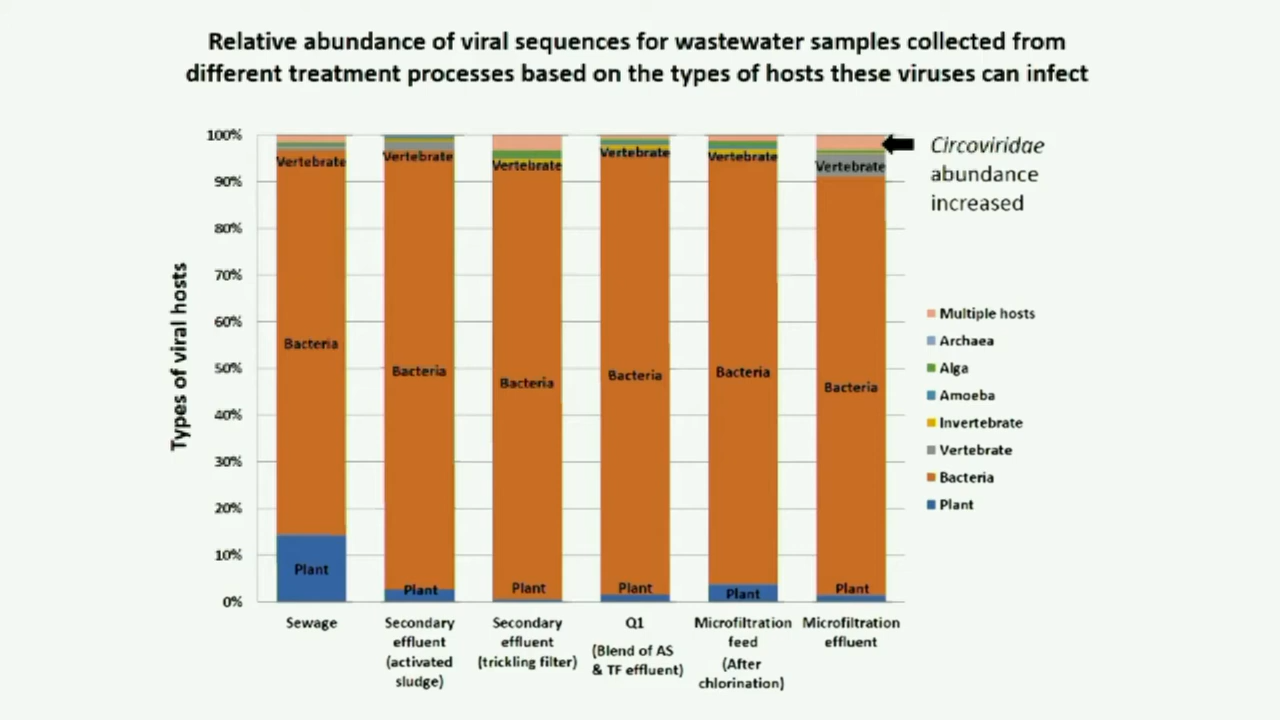 Relative abundance of viral sequences for wastewater samples collected from
different treatment processes based on the types of hosts these viruses can infect
100%
90%
80%
70%
60%
50%
40%
30%
20%
10%
0%
Types of viral hosts
Vertebrate
Bacteria
Plant
Vertebrate
Bacteria
Plant
Vertebrate
Bacteria
Plant
Vertebrate
Bacteria
Plant
Vertebrate
Bacteria
Plant
Vertebrate
Bacteria
Plant
Circoviridae
abundance
increased
Multiple hosts
Archaea
Alga
Amoeba
Invertebrate
Vertebrate
Bacteria
Plant
Sewage
Secondary
effluent
(activated
sludge)
Secondary
effluent
(trickling filter)
Q1
(Blend of AS
& TF effluent)
Microfiltration
feed
(After
chlorination)
Microfiltration
effluent